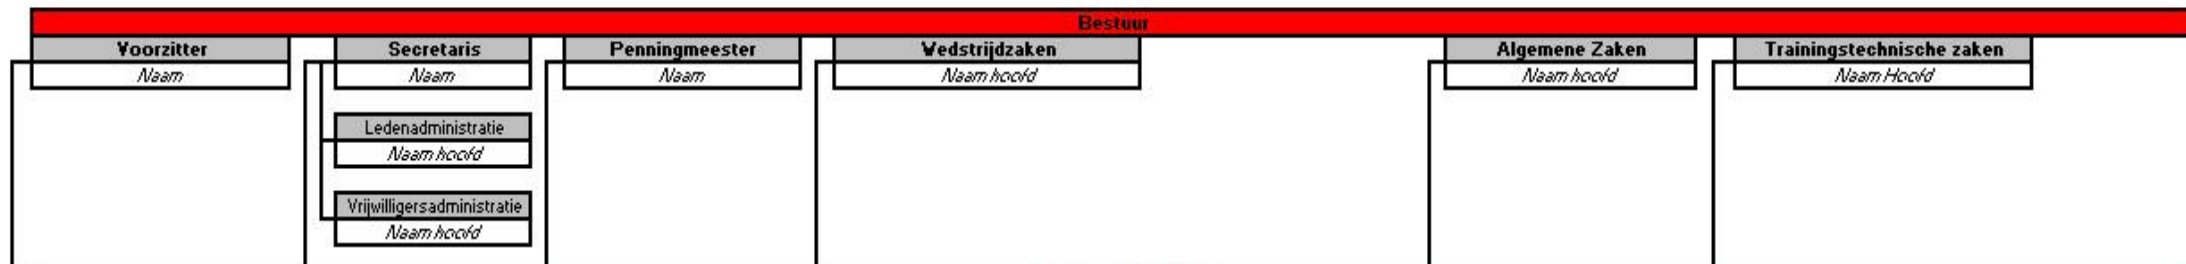 Bestuur
Voorzitter Secretaris Penningmeester Wedstrijdzaken Algemene Zaken Trainingstechnische zaken
Naam Naam Naam Naam hoofd Naam hoofd Naam Hoofd
Ledenadministratie
Naam hoofd
Vrijwilligersadministratie
Naam hoofd